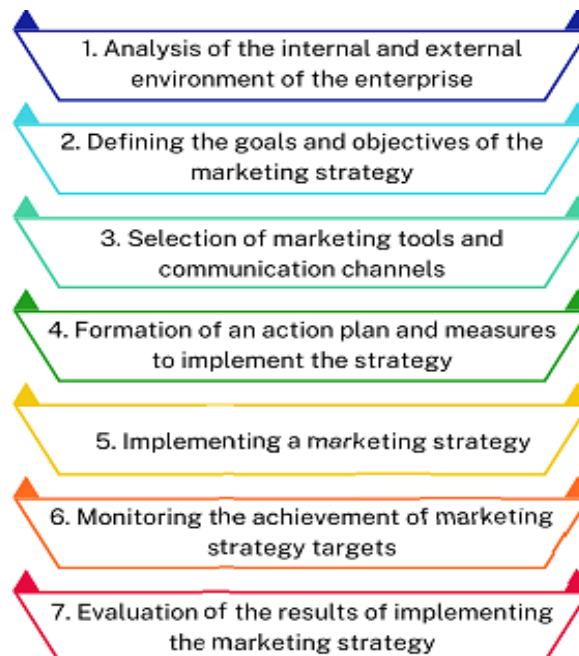 1. Analysis of the internal and external
environment of the enterprise
2. Defining the goals and objectives of the
marketing strategy
3. Selection of marketing tools and
communication channels
4. Formation of an action plan and measures
to implement the strategy
5. Implementing a marketing strategy
6. Monitoring the achievement of marketing
strategy targets
7. Evaluation of the results of implementing
the marketing strategy